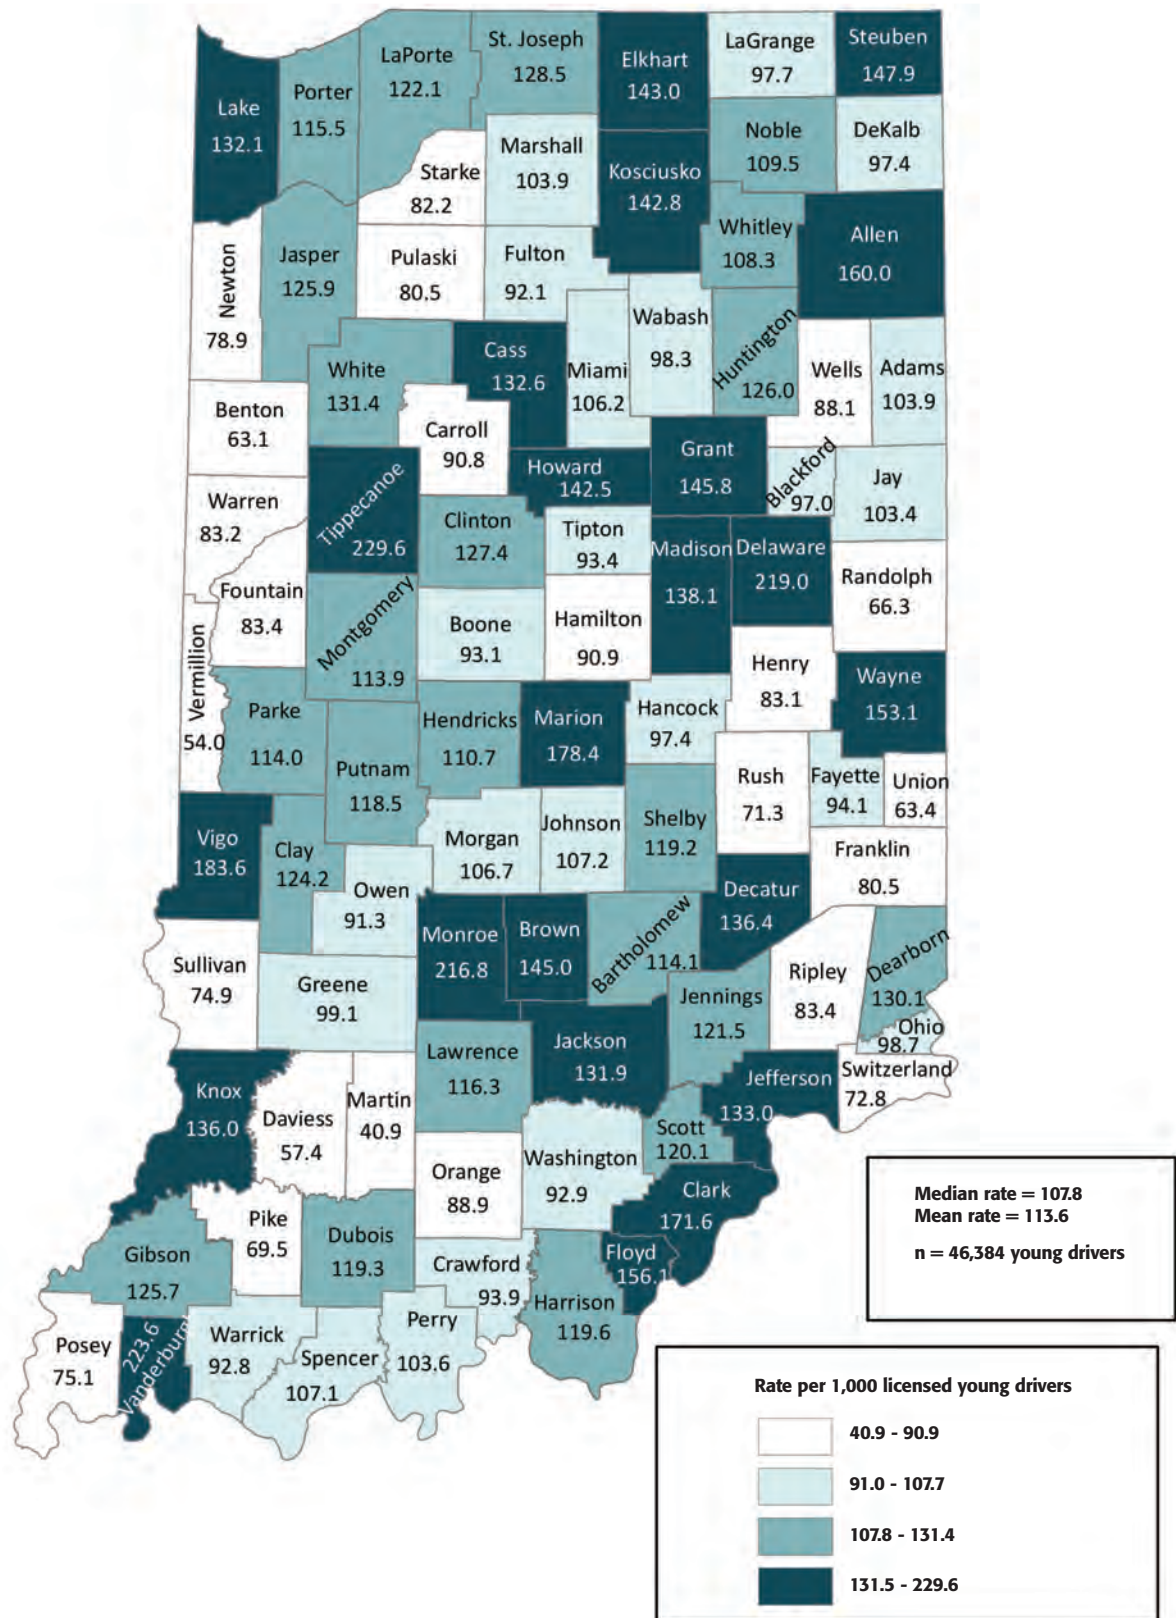 St. Joseph
128.5
LaPorte
122.1
Elkhart
143.0
LaGrange
97.7
Steuben
147.9
Lake
132.1
Porter
115.5
Noble
109.5
DeKalb
97.4
Marshall
103.9
Starke
82.2
Kosciusko
142.8
Whitley
108.3
Allen
160.0
Newton
78.9
Jasper
125.9
Pulaski
80.5
Fulton
92.1
Wabash
98.3
Huntington
126.0
Wells
88.1
Adams
103.9
White
131.4
Cass
132.6
Miami
106.2
Benton
63.1
Carroll
90.8
Howard
142.5
Grant
145.8
Blackford
97.0
Jay
103.4
Warren
83.2
Tippecanoe
229.6
Clinton
127.4
Tipton
93.4
Madison
138.1
Delaware
219.0
Randolph
66.3
Fountain
83.4
Montgomery
113.9
Boone
93.1
Hamilton
90.9
Henry
83.1
Wayne
153.1
Vermillion
54.0
Parke
114.0
Putnam
118.5
Hendricks
110.7
Marion
178.4
Hancock
97.4
Rush
71.3
Fayette
94.1
Union
63.4
Vigo
183.6
Clay
124.2
Owen
91.3
Morgan
106.7
Johnson
107.2
Shelby
119.2
Decatur
136.4
Franklin
80.5
Sullivan
74.9
Greene
99.1
Monroe
216.8
Brown
145.0
Bartholomew
114.1
Jennings
121.5
Ripley
83.4
Dearborn
130.1
Ohio
98.7
Switzerland
72.8
Knox
136.0
Daviess
57.4
Martin
40.9
Lawrence
116.3
Jackson
131.9
Jefferson
133.0
Scott
120.1
Orange
88.9
Washington
92.9
Clark
171.6
Floyd
156.1
Gibson
125.7
Pike
69.5
Dubois
119.3
Crawford
93.9
Harrison
119.6
Posey
75.1
223.6
Vanderburgh
Warrick
92.8
Spencer
107.1
Perry
103.6
Median rate = 107.8
Mean rate = 113.6
n = 46,384 young drivers
Rate per 1,000 licensed young drivers
40.9 - 90.9
91.0 - 107.7
107.8 - 131.4
131.5 - 229.6